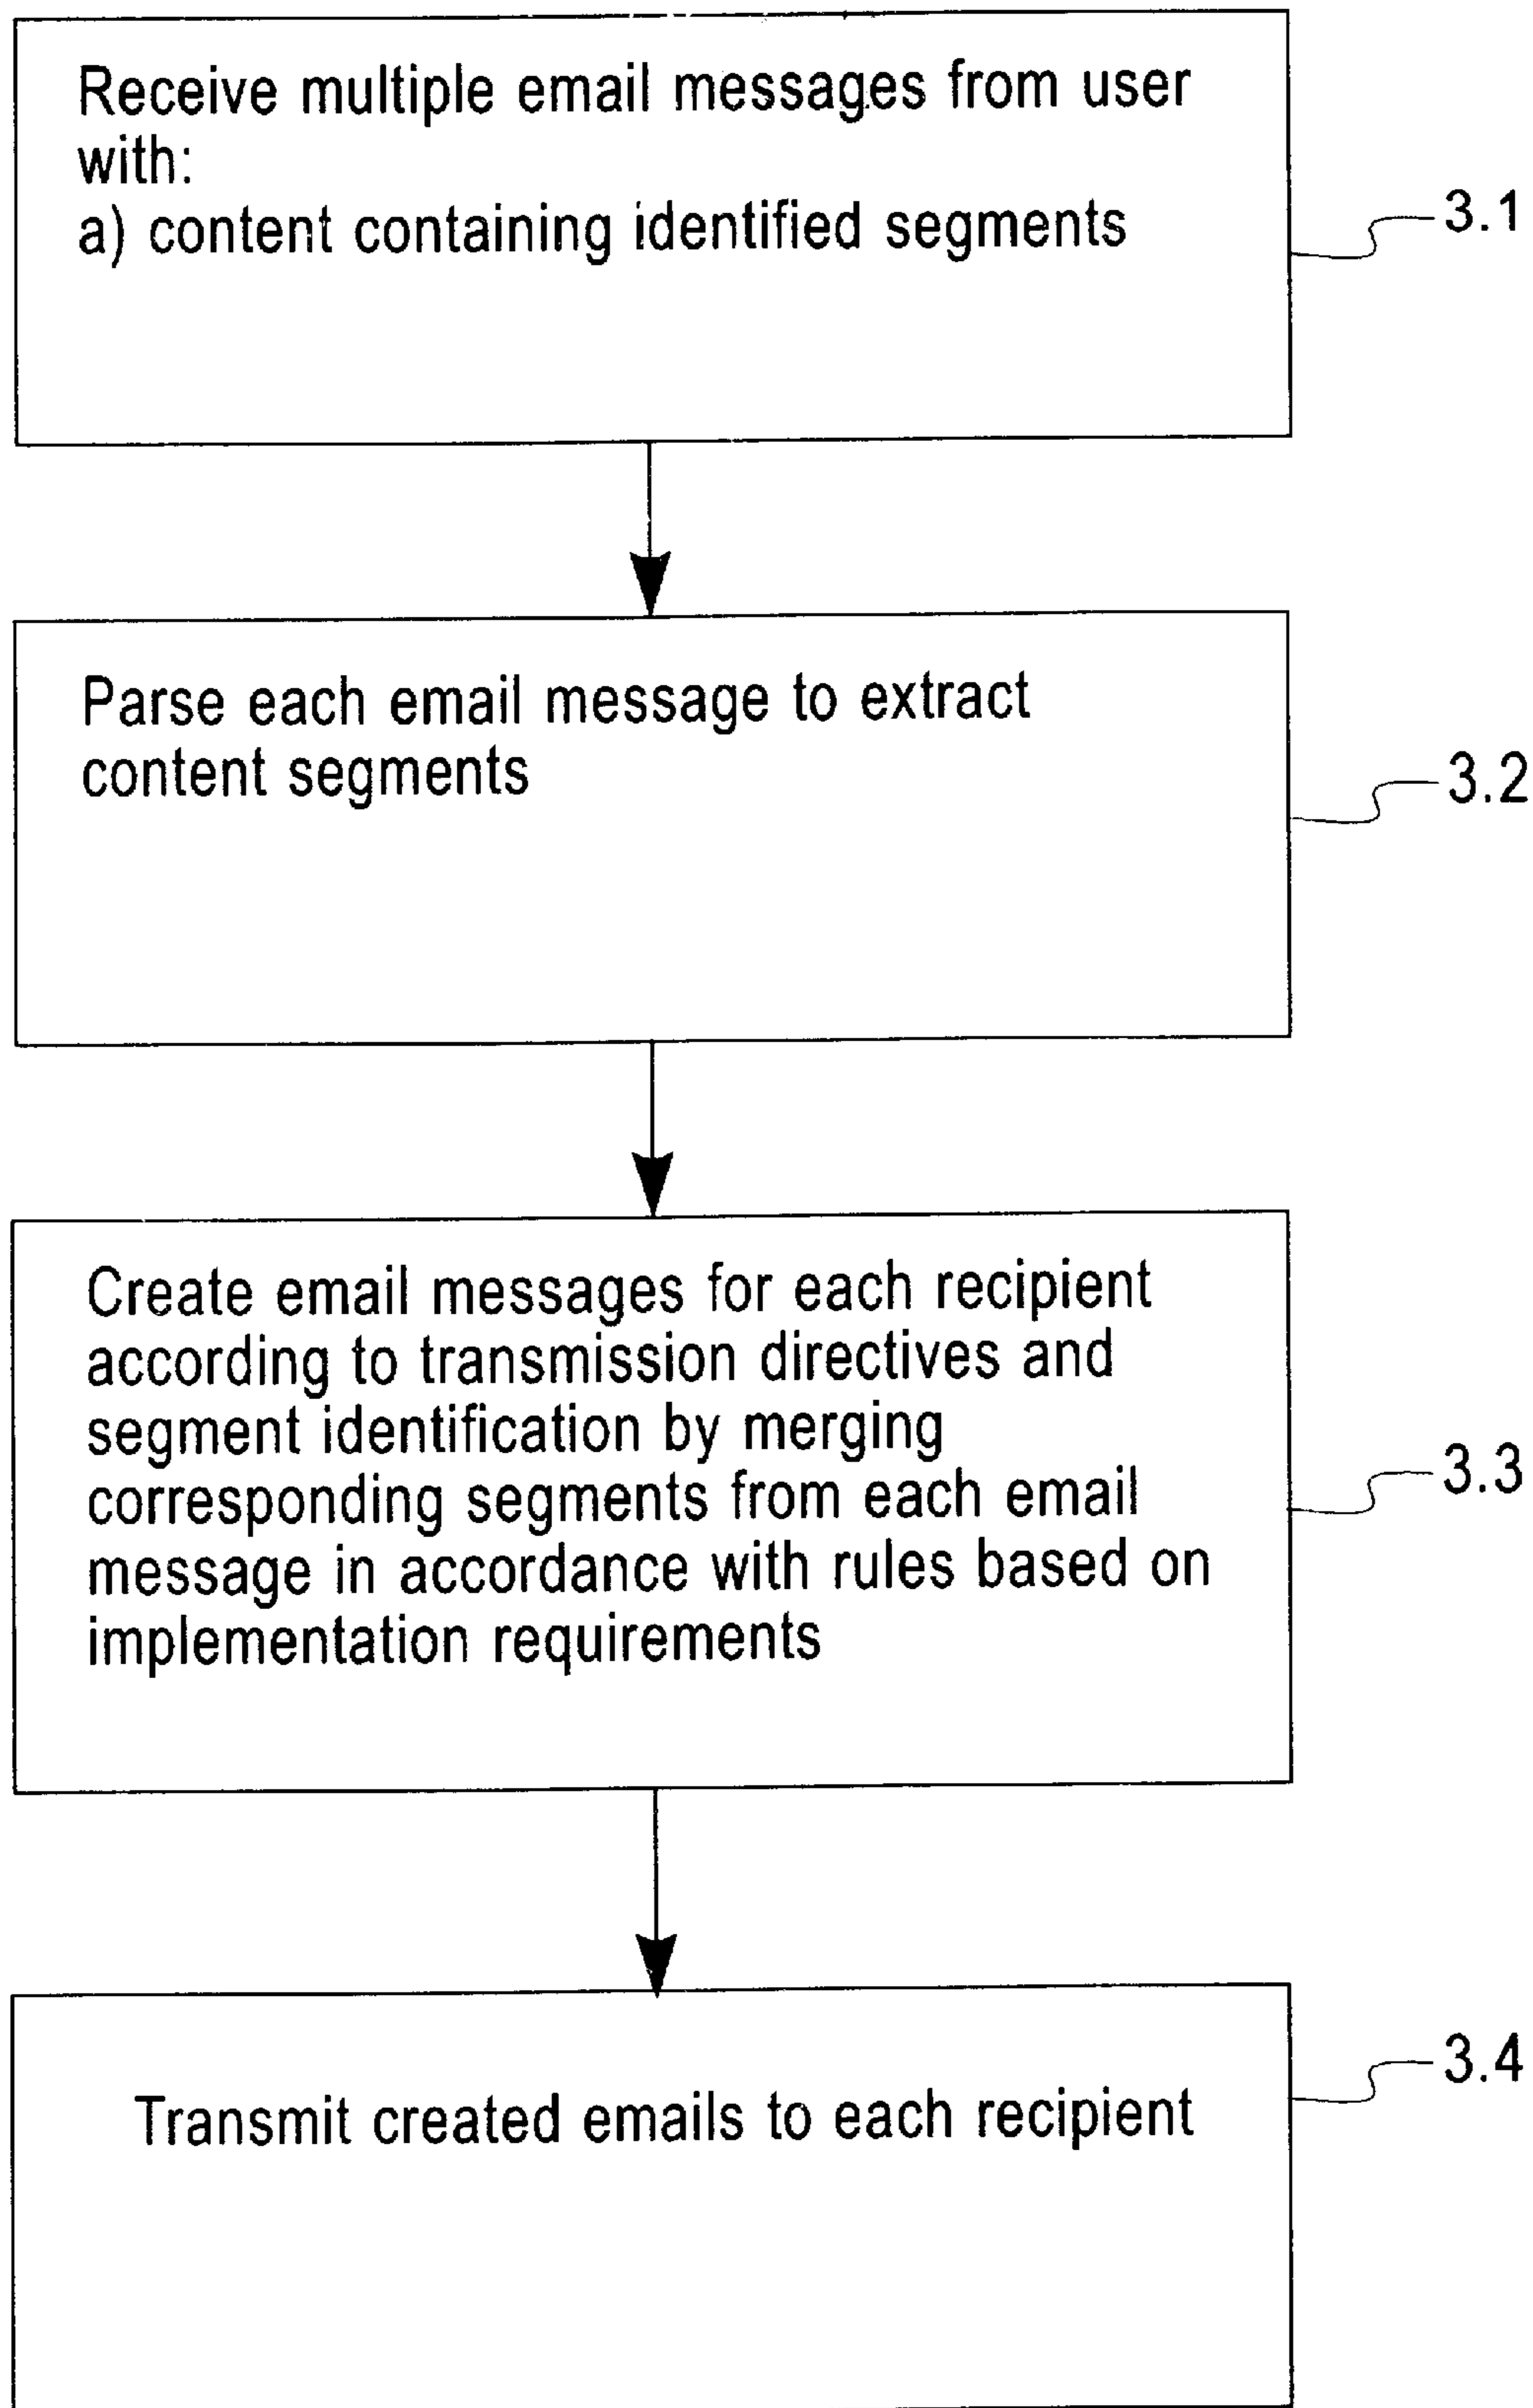 Receive multiple email messages from user
with:
a) content containing identified segments
3.1
Parse each email message to extract
content segments
3.2
Create email messages for each recipient
according to transmission directives and
segment identification by merging
corresponding segments from each email
message in accordance with rules based on
implementation requirements
3.3
Transmit created emails to each recipient
3.4